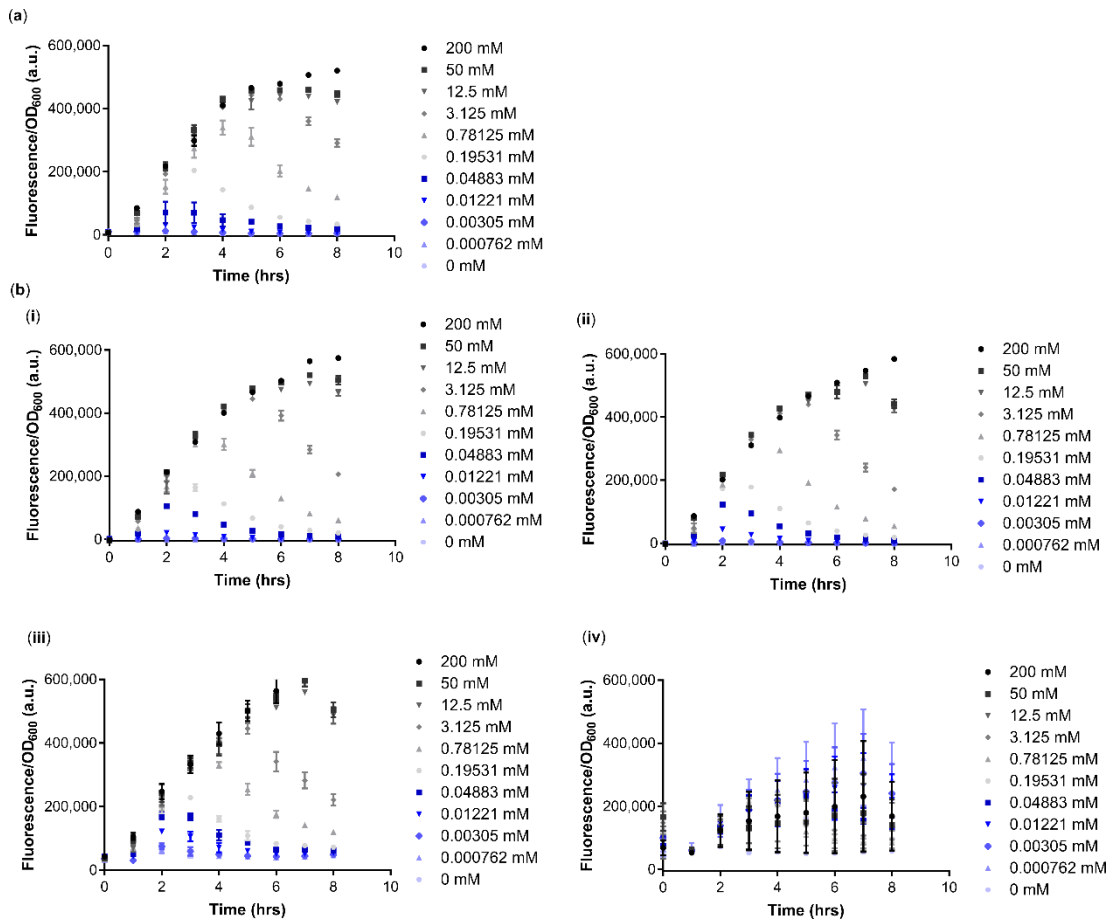 (a)
Fluorescence/OD600 (a.u.)
600,000
400,000
200,000
0
0 2 4 6 8 10
Time (hrs)
200 mM
50 mM
12.5 mM
3.125 mM
0.78125 mM
0.19531 mM
0.04883 mM
0.01221 mM
0.00305 mM
0.000762 mM
0 mM
(b)
(i)
Fluorescence/OD600 (a.u.)
600,000
400,000
200,000
0
0 2 4 6 8 10
Time (hrs)
200 mM
50 mM
12.5 mM
3.125 mM
0.78125 mM
0.19531 mM
0.04883 mM
0.01221 mM
0.00305 mM
0.000762 mM
0 mM
(ii)
Fluorescence/OD600 (a.u.)
600,000
400,000
200,000
0
0 2 4 6 8 10
Time (hrs)
200 mM
50 mM
12.5 mM
3.125 mM
0.78125 mM
0.19531 mM
0.04883 mM
0.01221 mM
0.00305 mM
0.000762 mM
0 mM
(iii)
Fluorescence/OD600 (a.u.)
600,000
400,000
200,000
0
0 2 4 6 8 10
Time (hrs)
200 mM
50 mM
12.5 mM
3.125 mM
0.78125 mM
0.19531 mM
0.04883 mM
0.01221 mM
0.00305 mM
0.000762 mM
0 mM
(iv)
Fluorescence/OD600 (a.u.)
600,000
400,000
200,000
0
0 2 4 6 8 10
Time (hrs)
200 mM
50 mM
12.5 mM
3.125 mM
0.78125 mM
0.19531 mM
0.04883 mM
0.01221 mM
0.00305 mM
0.000762 mM
0 mM